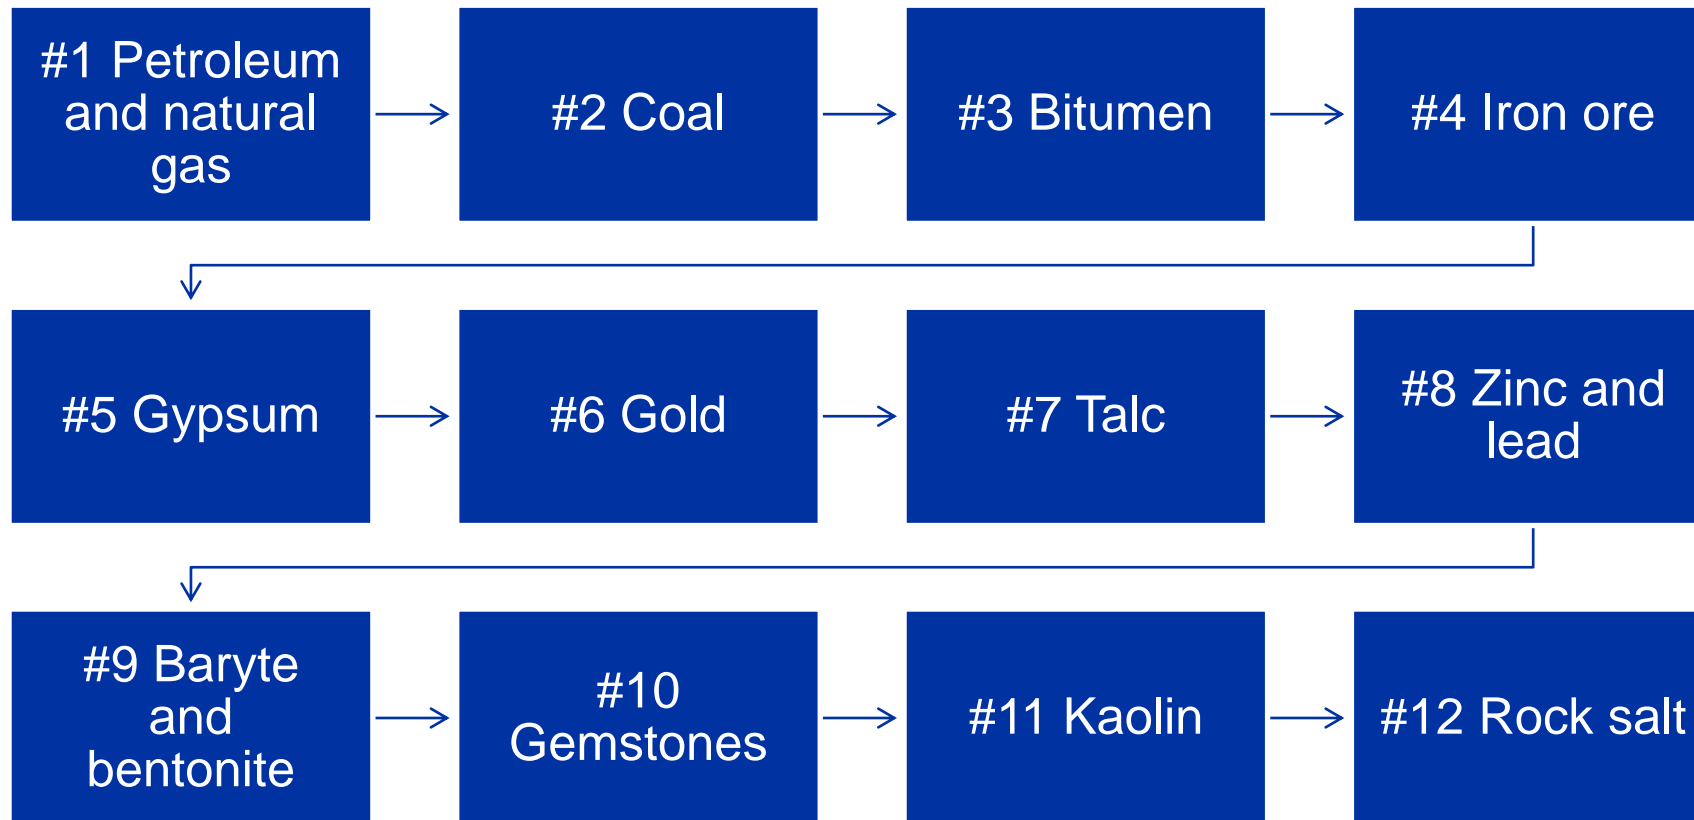 #1 Petroleum
and natural
gas
#2 Coal
#3 Bitumen
#4 Iron ore
#5 Gypsum
#6 Gold
#7 Talc
#8 Zinc and
lead
#9 Baryte
and
bentonite
#10
Gemstones
#11 Kaolin
#12 Rock salt